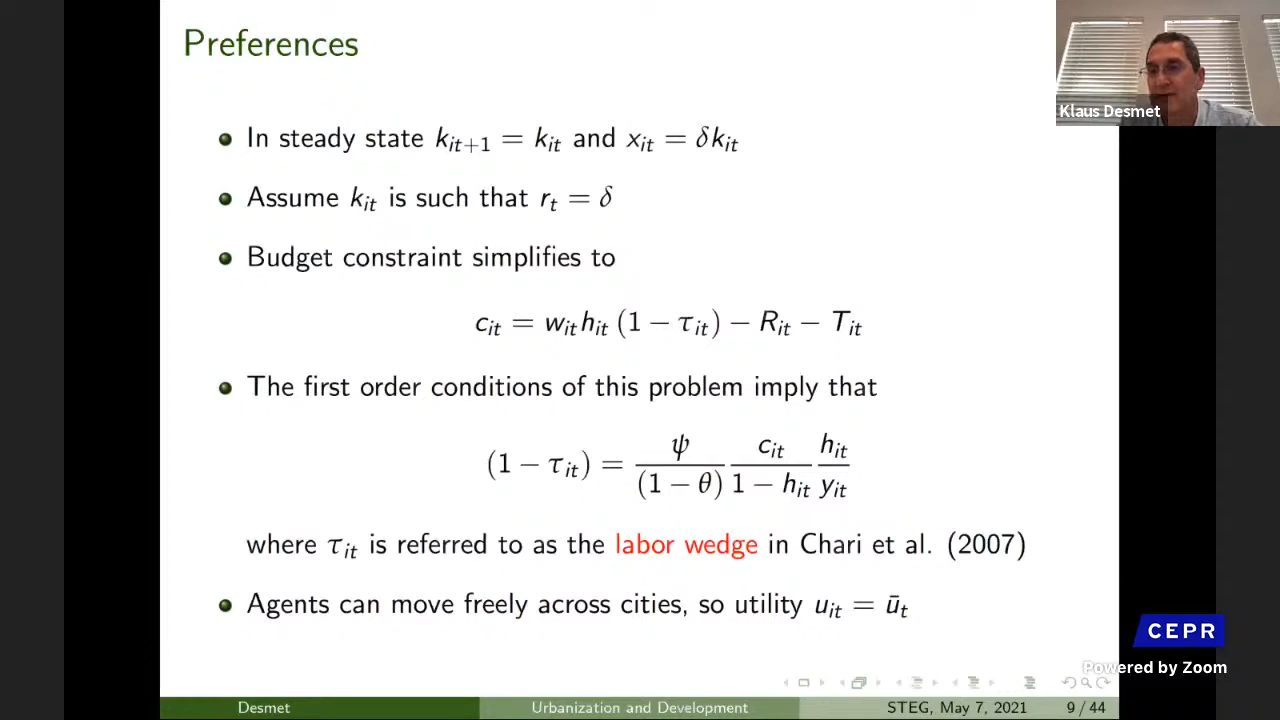 Preferences
Klaus Desmet
In steady state k_{it+1} = k_{it} and x_{it} = δk_{it}
Assume k_{it} is such that r_t = δ
Budget constraint simplifies to
c_{it} = w_{it} h_{it} (1 − τ_{it}) − R_{it} − T_{it}
The first order conditions of this problem imply that
(1 − τ_{it}) = \frac{ψ}{(1 − θ)} \frac{c_{it}}{1 − h_{it}} \frac{h_{it}}{y_{it}}
where τ_{it} is referred to as the labor wedge in Chari et al. (2007)
Agents can move freely across cities, so utility u_{it} = ū_t
CEPR
Powered by Zoom
Desmet Urbanization and Development STEG, May 7, 2021 9 / 44